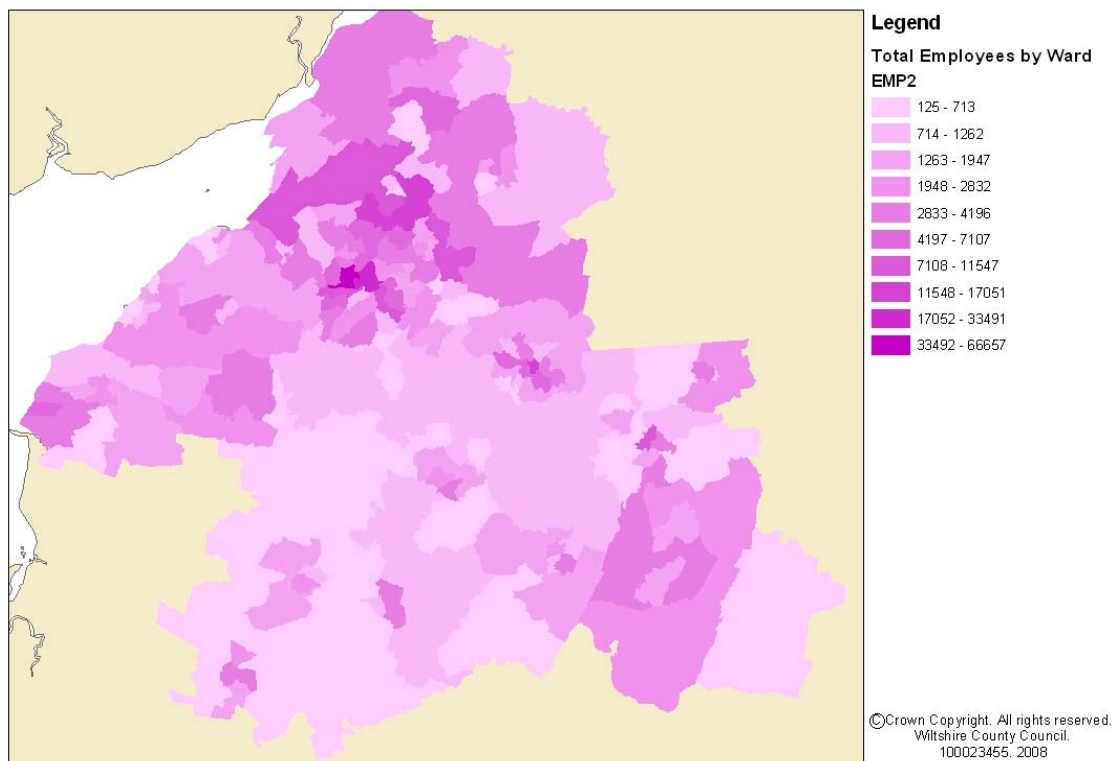 Legend
Total Employees by Ward
EMP2
125 - 713
714 - 1262
1263 - 1947
1948 - 2832
2833 - 4196
4197 - 7107
7108 - 11547
11548 - 17051
17052 - 33491
33492 - 66657
©Crown Copyright. All rights reserved.
Wiltshire County Council.
100023455. 2008